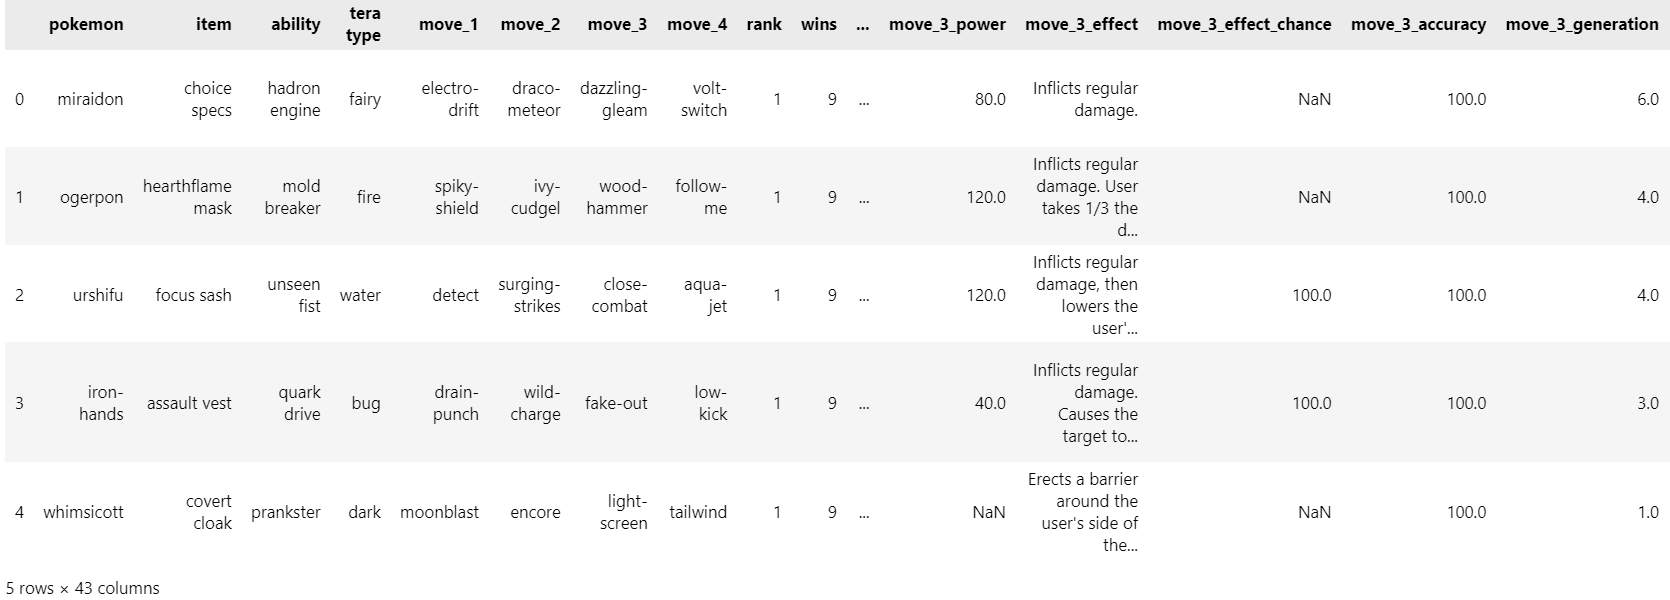 pokemon item ability tera type move_1 move_2 move_3 move_4 rank wins ... move_3_power move_3_effect move_3_effect_chance move_3_accuracy move_3_generation
0 miraidon choice specs hadron engine fairy electro-drift draco-meteor dazzling-gleam volt-switch 1 9 ... 80.0 Inflicts regular damage. NaN 100.0 6.0
1 ogerpon hearthflame mask mold breaker fire spiky-shield ivy-cudgel wood-hammer follow-me 1 9 ... 120.0 Inflicts regular damage. User takes 1/3 the d... NaN 100.0 4.0
2 urshifu focus sash unseen fist water detect surging-strikes close-combat aqua-jet 1 9 ... 120.0 Inflicts regular damage, then lowers the user'... 100.0 100.0 4.0
3 iron-hands assault vest quark drive bug drain-punch wild-charge fake-out low-kick 1 9 ... 40.0 Inflicts regular damage. Causes the target to... 100.0 100.0 3.0
4 whimsicott covert cloak prankster dark moonblast encore light-screen tailwind 1 9 ... NaN Erects a barrier around the user's side of the... NaN 100.0 1.0
5 rows × 43 columns